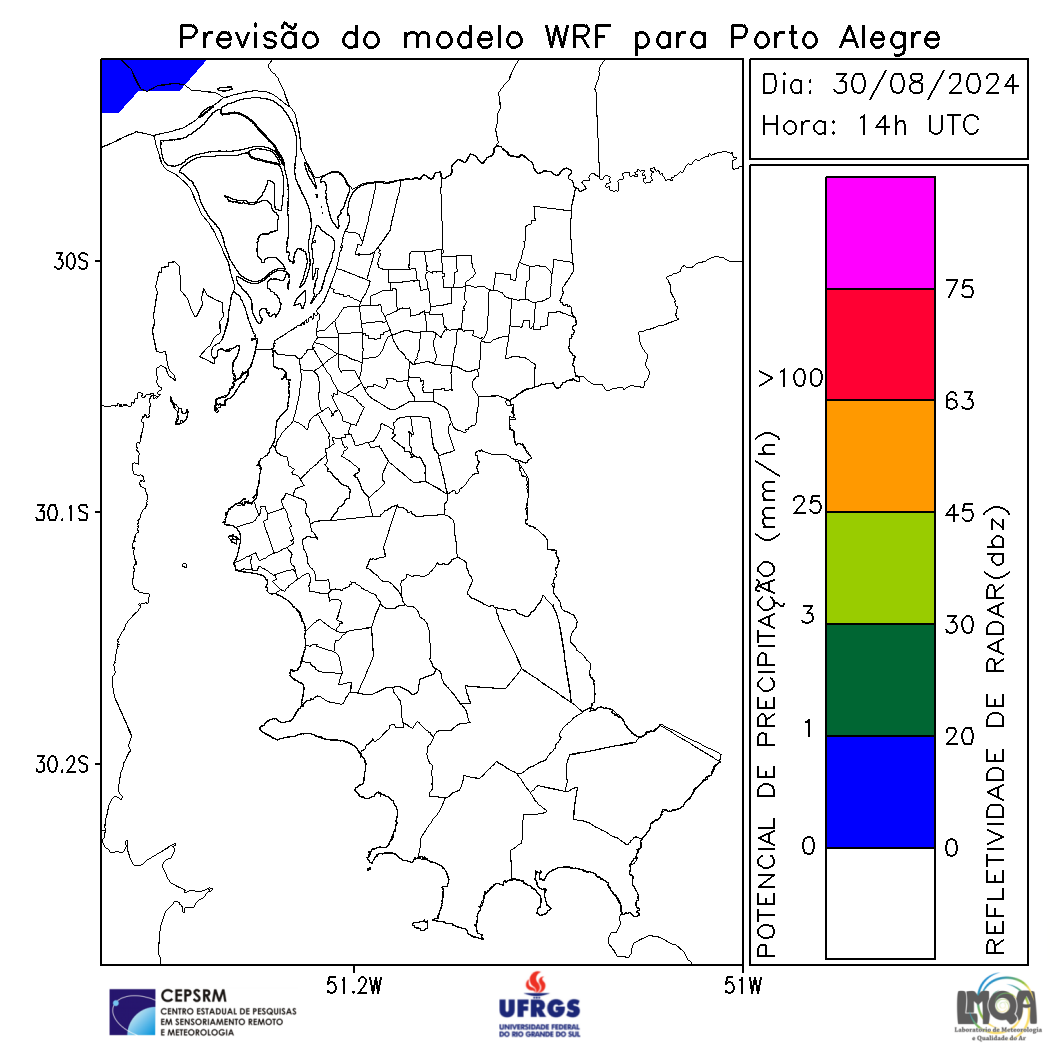 Previsão do modelo WRF para Porto Alegre
Dia: 30/08/2024
Hora: 14h UTC
30S
30.1S
30.2S
51.2W
51W
POTENCIAL DE PRECIPITAÇÃO (mm/h)
>100
25
3
1
0
75
63
45
30
20
0
REFLETIVIDADE DE RADAR(dbz)
CEPSRM
CENTRO ESTADUAL DE PESQUISAS
EM SENSORIAMENTO REMOTO
E METEOROLOGIA
UFRGS
UNIVERSIDADE FEDERAL
DO RIO GRANDE DO SUL
LMQA
Laboratório de Meteorologia
e Qualidade do Ar